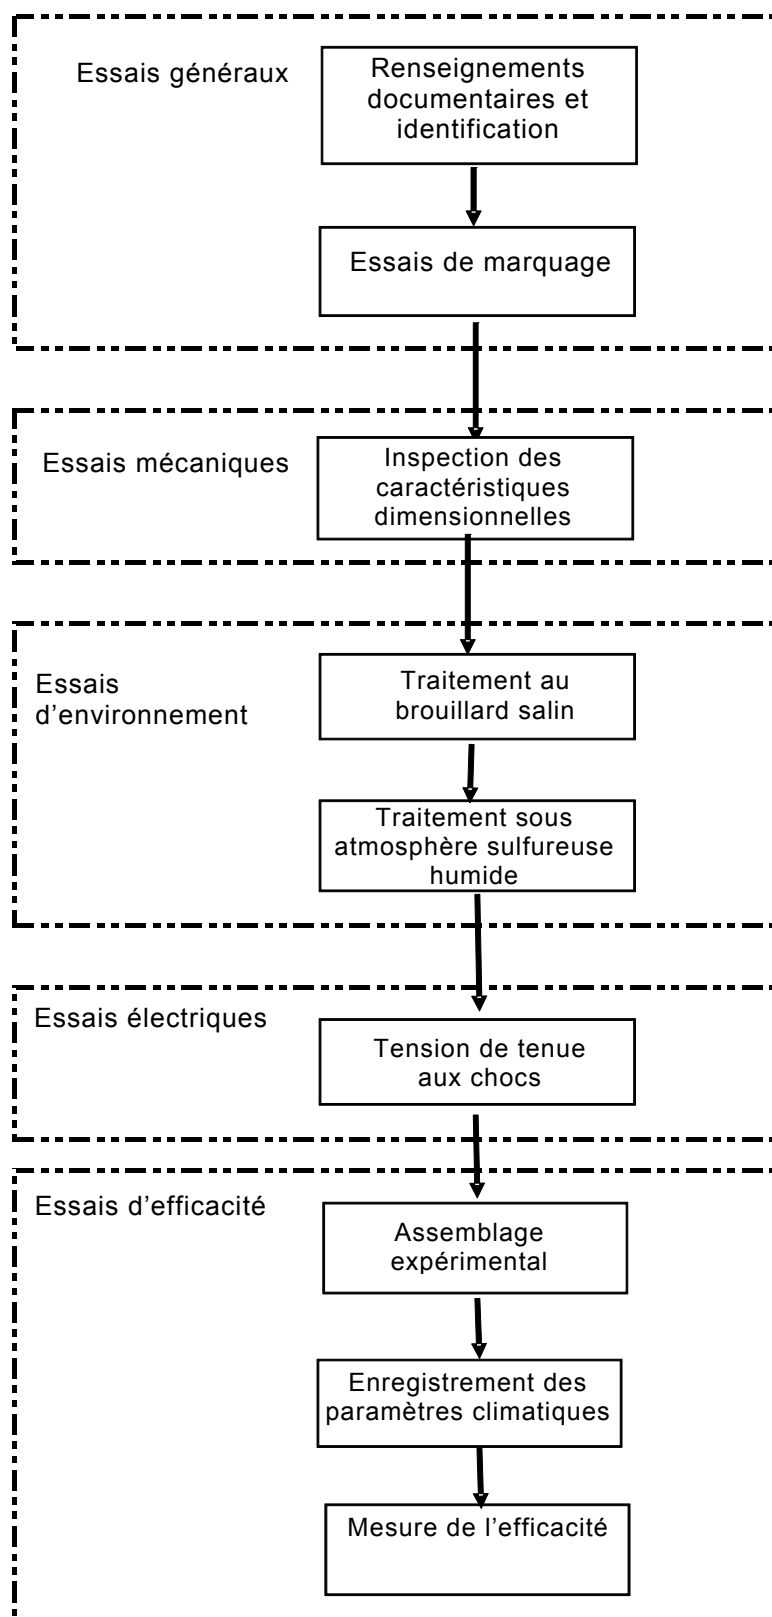 Essais généraux
Renseignements
documentaires et
identification
Essais de marquage
Essais mécaniques
Inspection des
caractéristiques
dimensionnelles
Essais
d’environnement
Traitement au
brouillard salin
Traitement sous
atmosphère sulfureuse
humide
Essais électriques
Tension de tenue
aux chocs
Essais d’efficacité
Assemblage
expérimental
Enregistrement des
paramètres climatiques
Mesure de l’efficacité